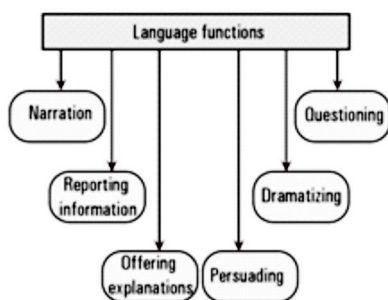 Language functions
Narration
Questioning
Reporting
information
Dramatizing
Offering
explanations
Persuading